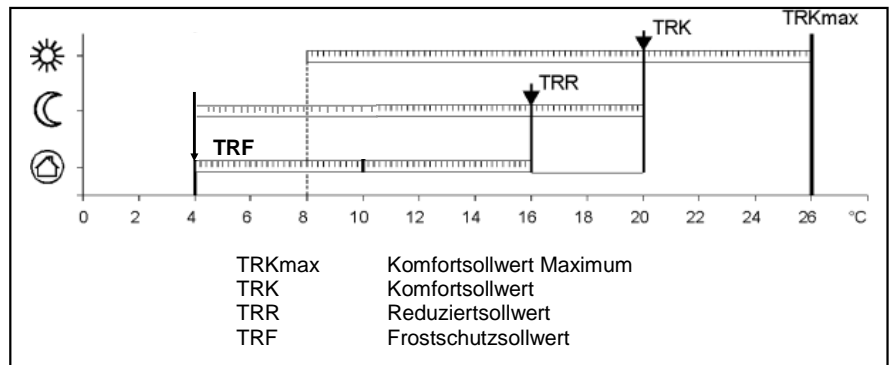 TRKmax
TRK
TRR
TRF
0 2 4 6 8 10 12 14 16 18 20 22 24 26 °C
TRKmax Komfortsollwert Maximum
TRK Komfortsollwert
TRR Reduziertsollwert
TRF Frostschutzsollwert